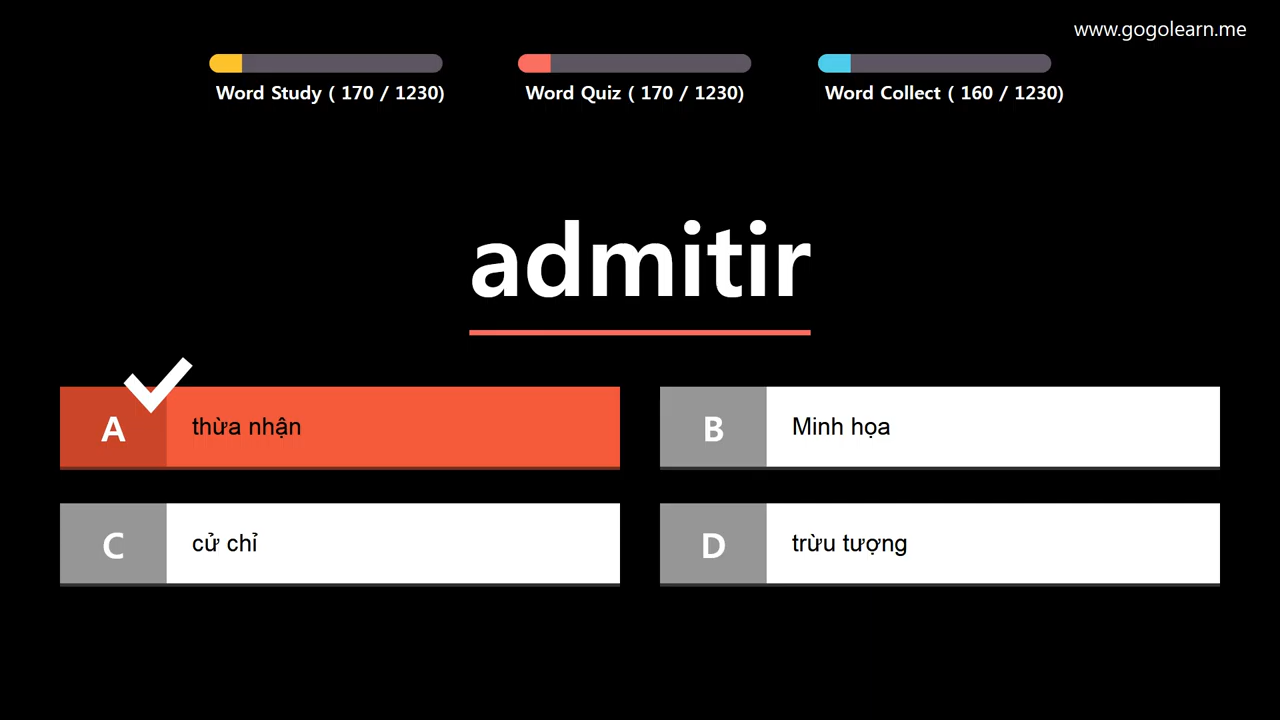 www.gogolearn.me
Word Study ( 170 / 1230)
Word Quiz ( 170 / 1230)
Word Collect ( 160 / 1230)
admitir
A thừa nhận
B Minh họa
C cử chỉ
D trừu tượng